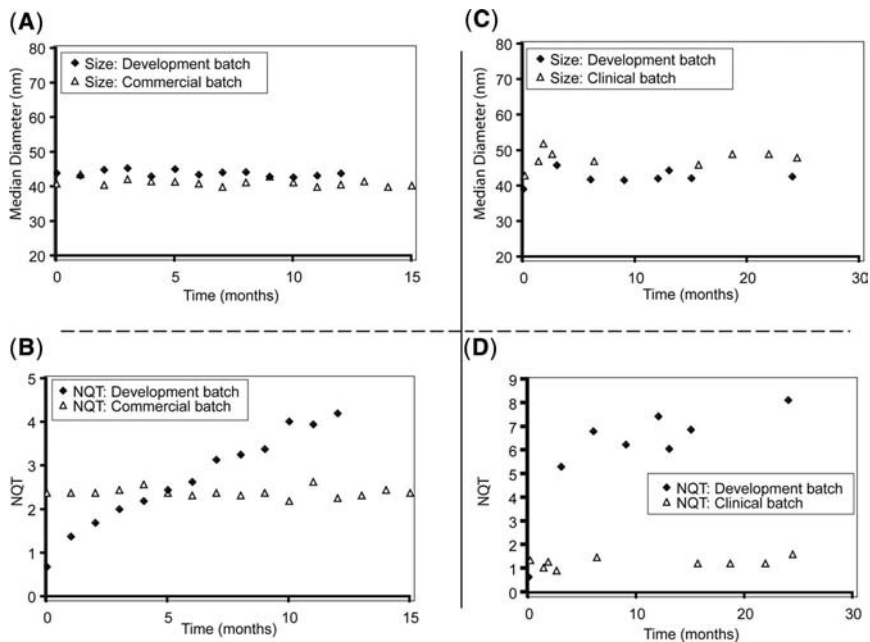 (A)
80
70
60
50
40
30
20
Median Diameter (nm)
Size: Development batch
Size: Commercial batch
0 5 10 15
Time (months)
(C)
80
70
60
50
40
30
20
Median Diameter (nm)
Size: Development batch
Size: Clinical batch
0 10 20 30
Time (months)
(B)
5
4
3
2
1
0
NQT
NQT: Development batch
NQT: Commercial batch
0 5 10 15
Time (months)
(D)
9
8
7
6
5
4
3
2
1
0
NQT
NQT: Development batch
NQT: Clinical batch
0 10 20 30
Time (months)